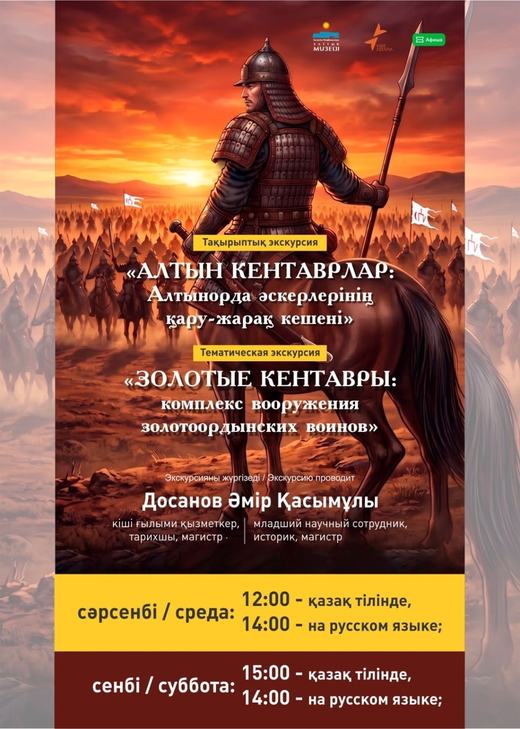 МУЗЕЙІ
Афиша
Тақырыптық экскурсия
«АЛТЫН КЕНТАВРЛАР:
Алтынорда әскерлерінің
қару-жарақ кешені»
Тематическая экскурсия
«ЗОЛОТЫЕ КЕНТАВРЫ:
комплекс вооружения
золотоордынских воинов»
Экскурсияны жүргізеді / Экскурсию проводит
Досанов Әмір Қасымұлы
кіші ғылыми қызметкер,
тарихшы, магистр
младший научный сотрудник,
историк, магистр
сәрсенбі / среда:
12:00 - қазақ тілінде,
14:00 - на русском языке;
сенбі / суббота:
15:00 - қазақ тілінде,
14:00 - на русском языке;